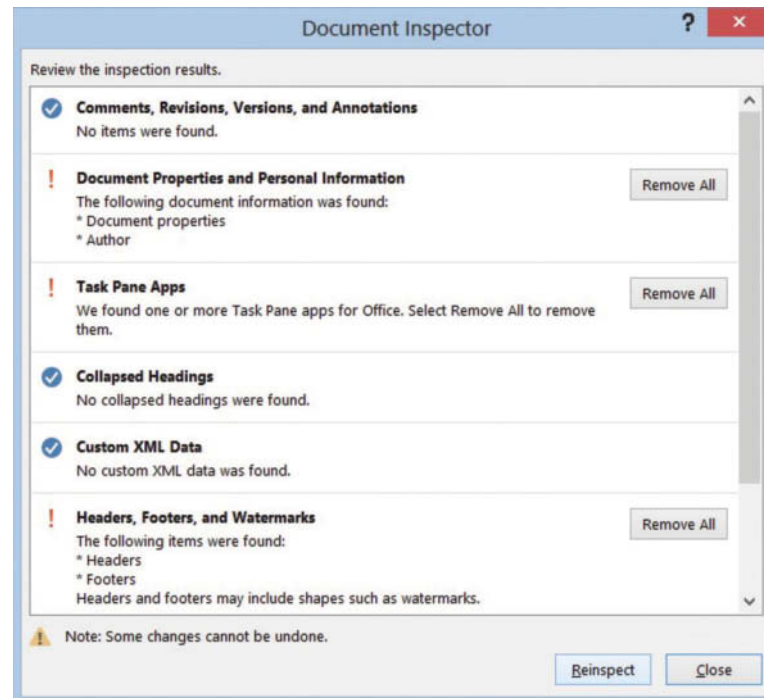 Document Inspector
?
Review the inspection results.
Comments, Revisions, Versions, and Annotations
No items were found.
! Document Properties and Personal Information
Remove All
The following document information was found:
* Document properties
* Author
! Task Pane Apps
Remove All
We found one or more Task Pane apps for Office. Select Remove All to remove
them.
Collapsed Headings
No collapsed headings were found.
Custom XML Data
No custom XML data was found.
! Headers, Footers, and Watermarks
Remove All
The following items were found:
* Headers
* Footers
Headers and footers may include shapes such as watermarks.
Note: Some changes cannot be undone.
Reinspect
Close